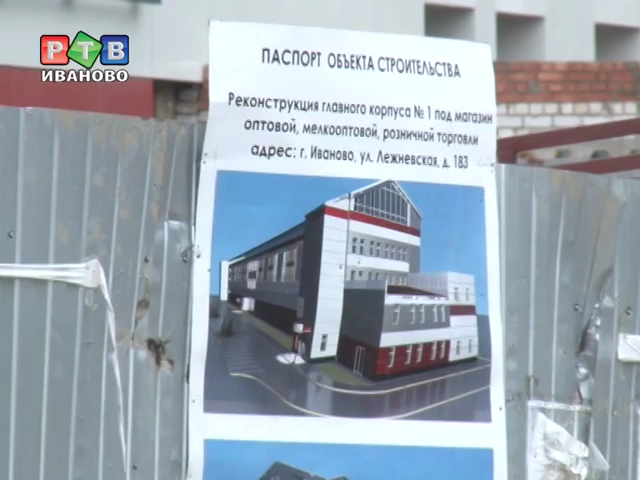 РТВ
ИВАНОВО
ПАСПОРТ ОБЪЕКТА СТРОИТЕЛЬСТВА
Реконструкция главного корпуса № 1 под магазин
оптовой, мелкооптовой, розничной торговли
адрес: г. Иваново, ул. Лежневская, д. 183